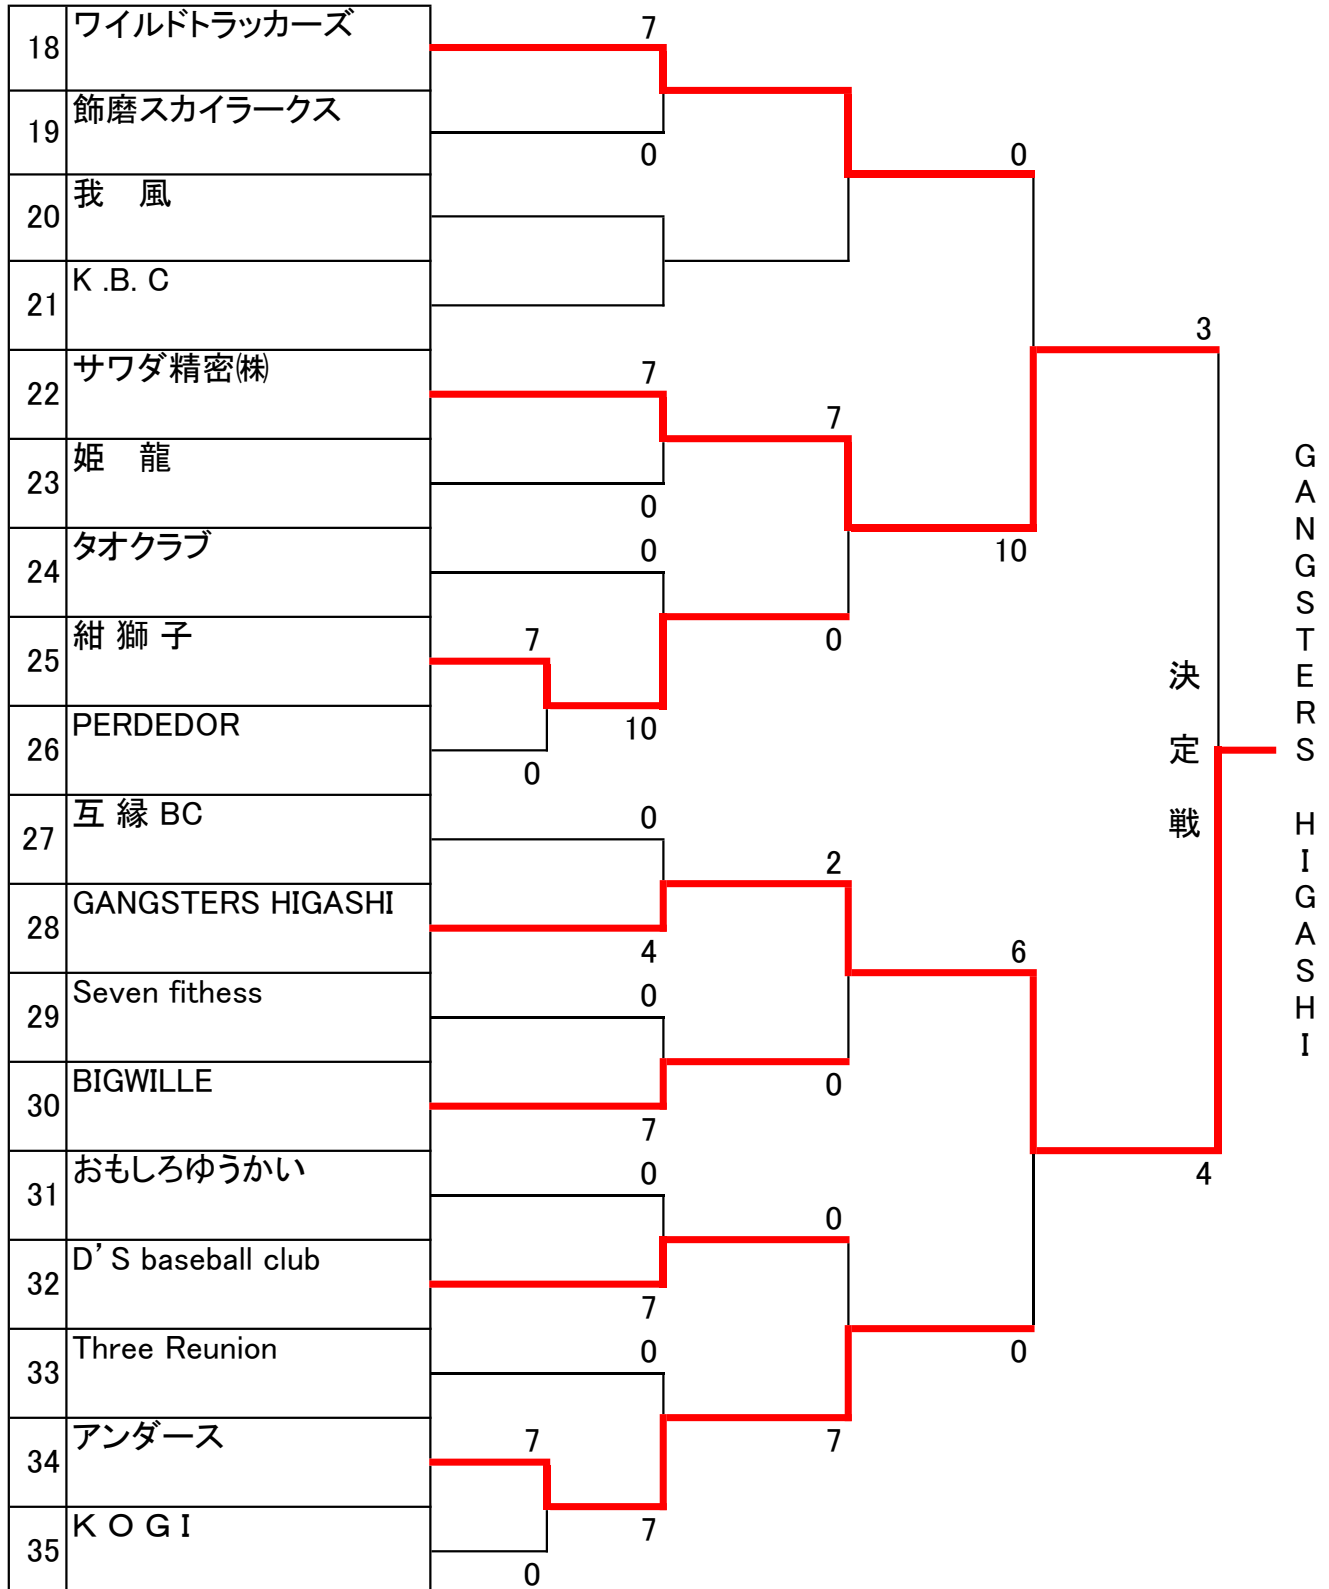 18 ワイルドトラッカーズ
7
19 飾磨スカイラークス
0
0
20 我　風
21 K .B. C
3
22 サワダ精密㈱
7
7
23 姫　龍
0
24 タオクラブ
0
10
25 紺 獅 子
7
0
26 PERDEDOR
10
0
27 互 縁 BC
0
2
28 GANGSTERS HIGASHI
4
6
29 Seven fithess
0
30 BIGWILLE
0
7
31 おもしろゆうかい
0
4
32 D’S baseball club
0
7
33 Three Reunion
0
0
34 アンダース
7
7
35 ＫＯＧＩ
7
0
決定戦
GANGSTERS HIGASHI